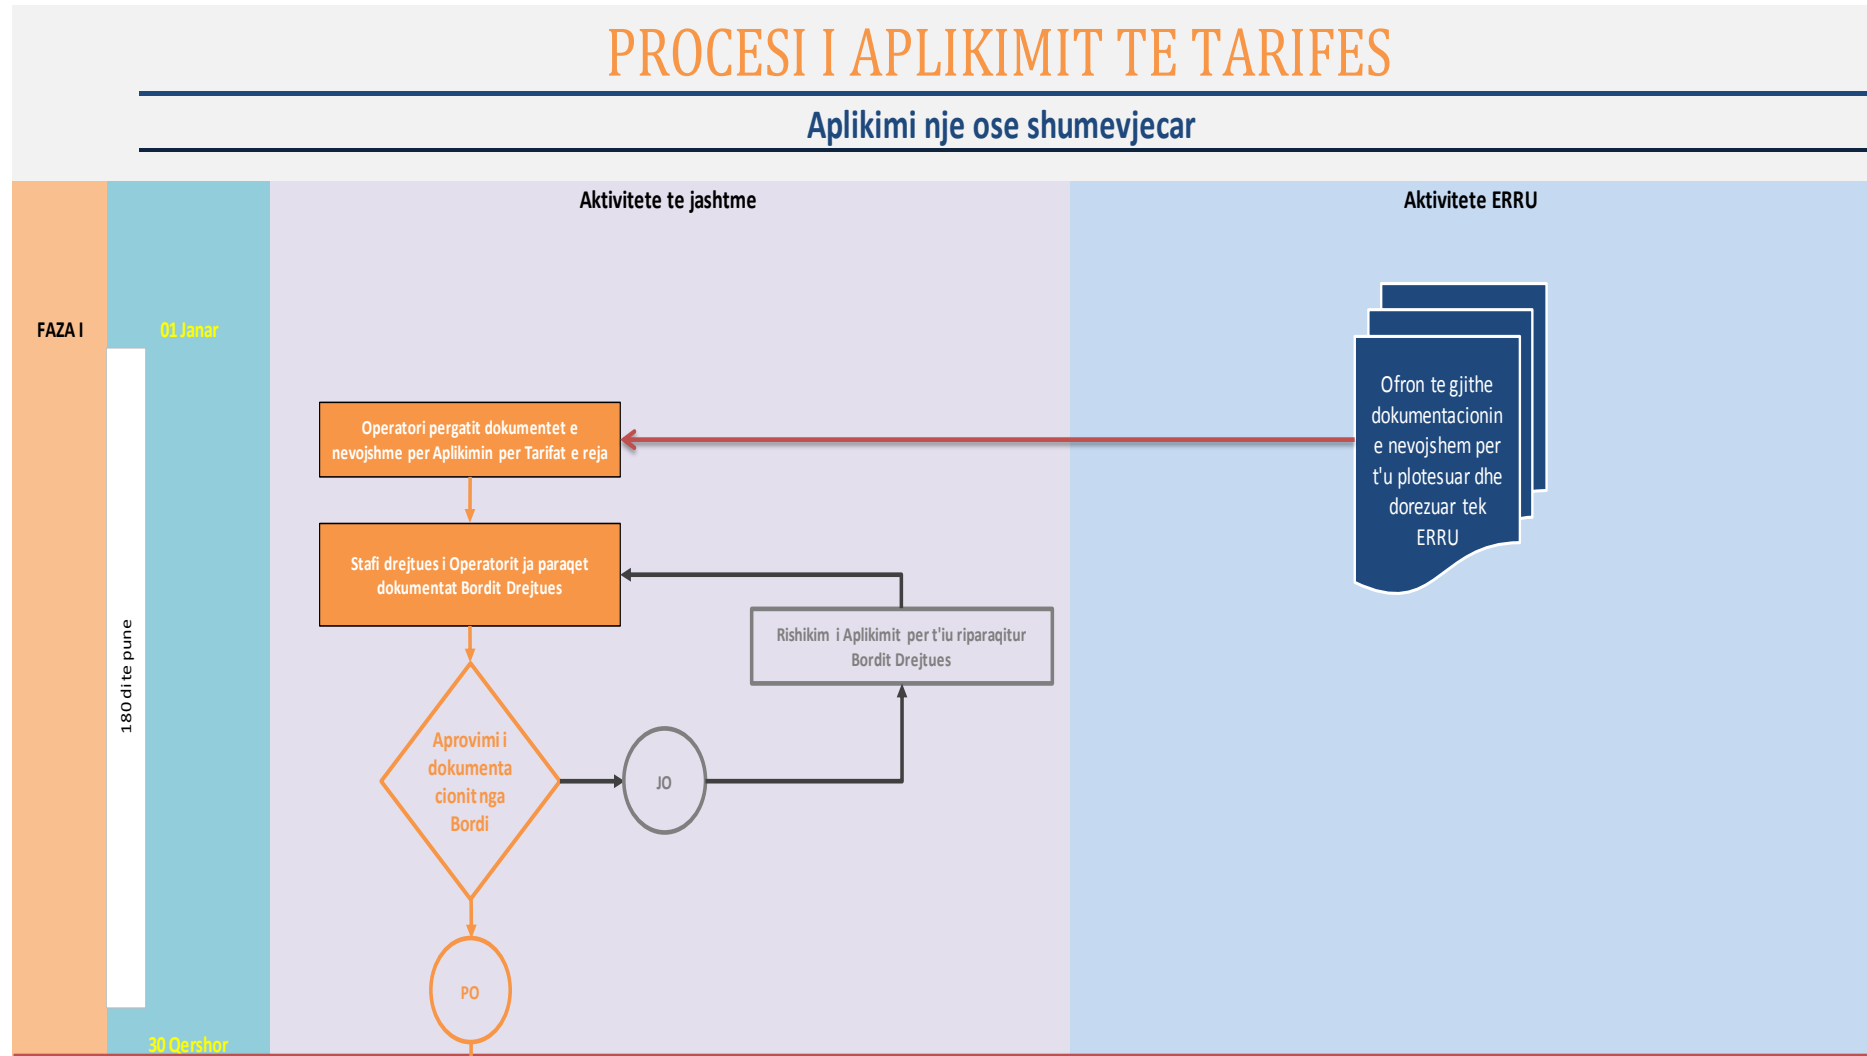 PROCESI I APLIKIMIT TE TARIFES
Aplikimi nje ose shumevjecar
Aktivitete te jashtme
Aktivitete ERRU
FAZA I
01 Janar
Ofron te gjithe
dokumentacionin
e nevojshem per
t'u plotesuar dhe
dorezuar tek
ERRU
Operatori pergatit dokumentet e
nevojshme per Aplikimin per Tarifat e reja
Stafi drejtues i Operatorit ja paraqet
dokumentat Bordit Drejtues
Rishikim i Aplikimit per t'iu riparaqitur
Bordit Drejtues
180 dite pune
Aprovimi i
dokumenta
cionit nga
Bordi
JO
PO
30 Qershor